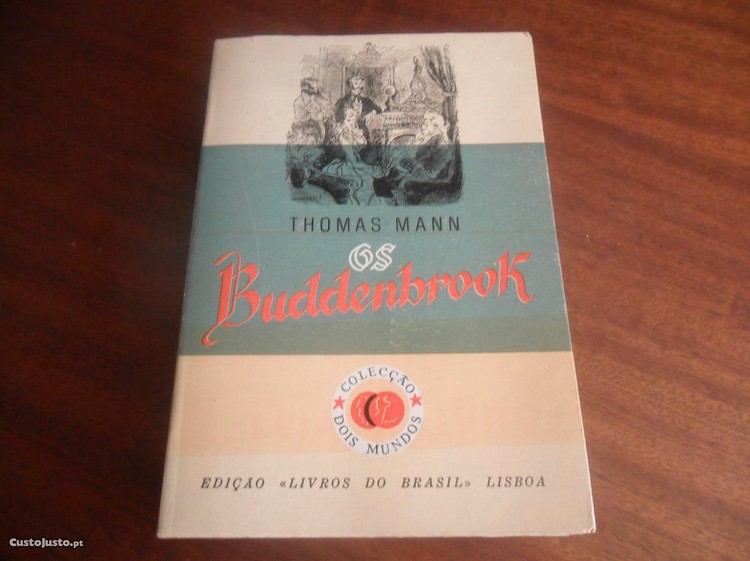 THOMAS MANN
OS
Buddenbrook
COLECÇÃO
DOIS MUNDOS
EDIÇÃO «LIVROS DO BRASIL» LISBOA
CustoJusto.pt